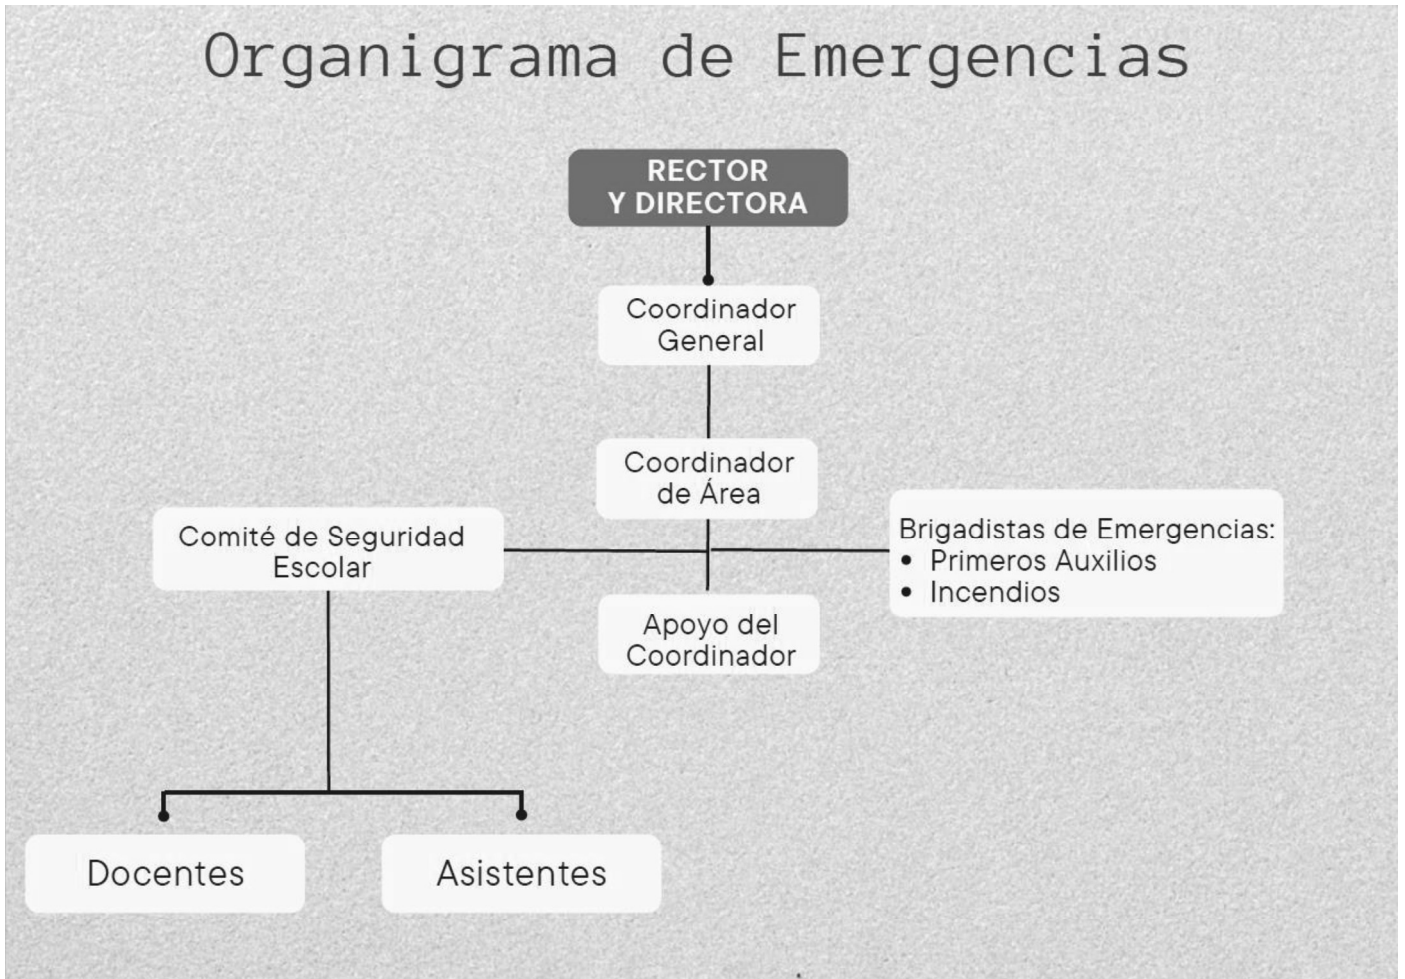 Organigrama de Emergencias
RECTOR
Y DIRECTORA
Coordinador
General
Coordinador
de Área
Comité de Seguridad
Escolar
Brigadistas de Emergencias:
• Primeros Auxilios
• Incendios
Apoyo del
Coordinador
Docentes
Asistentes